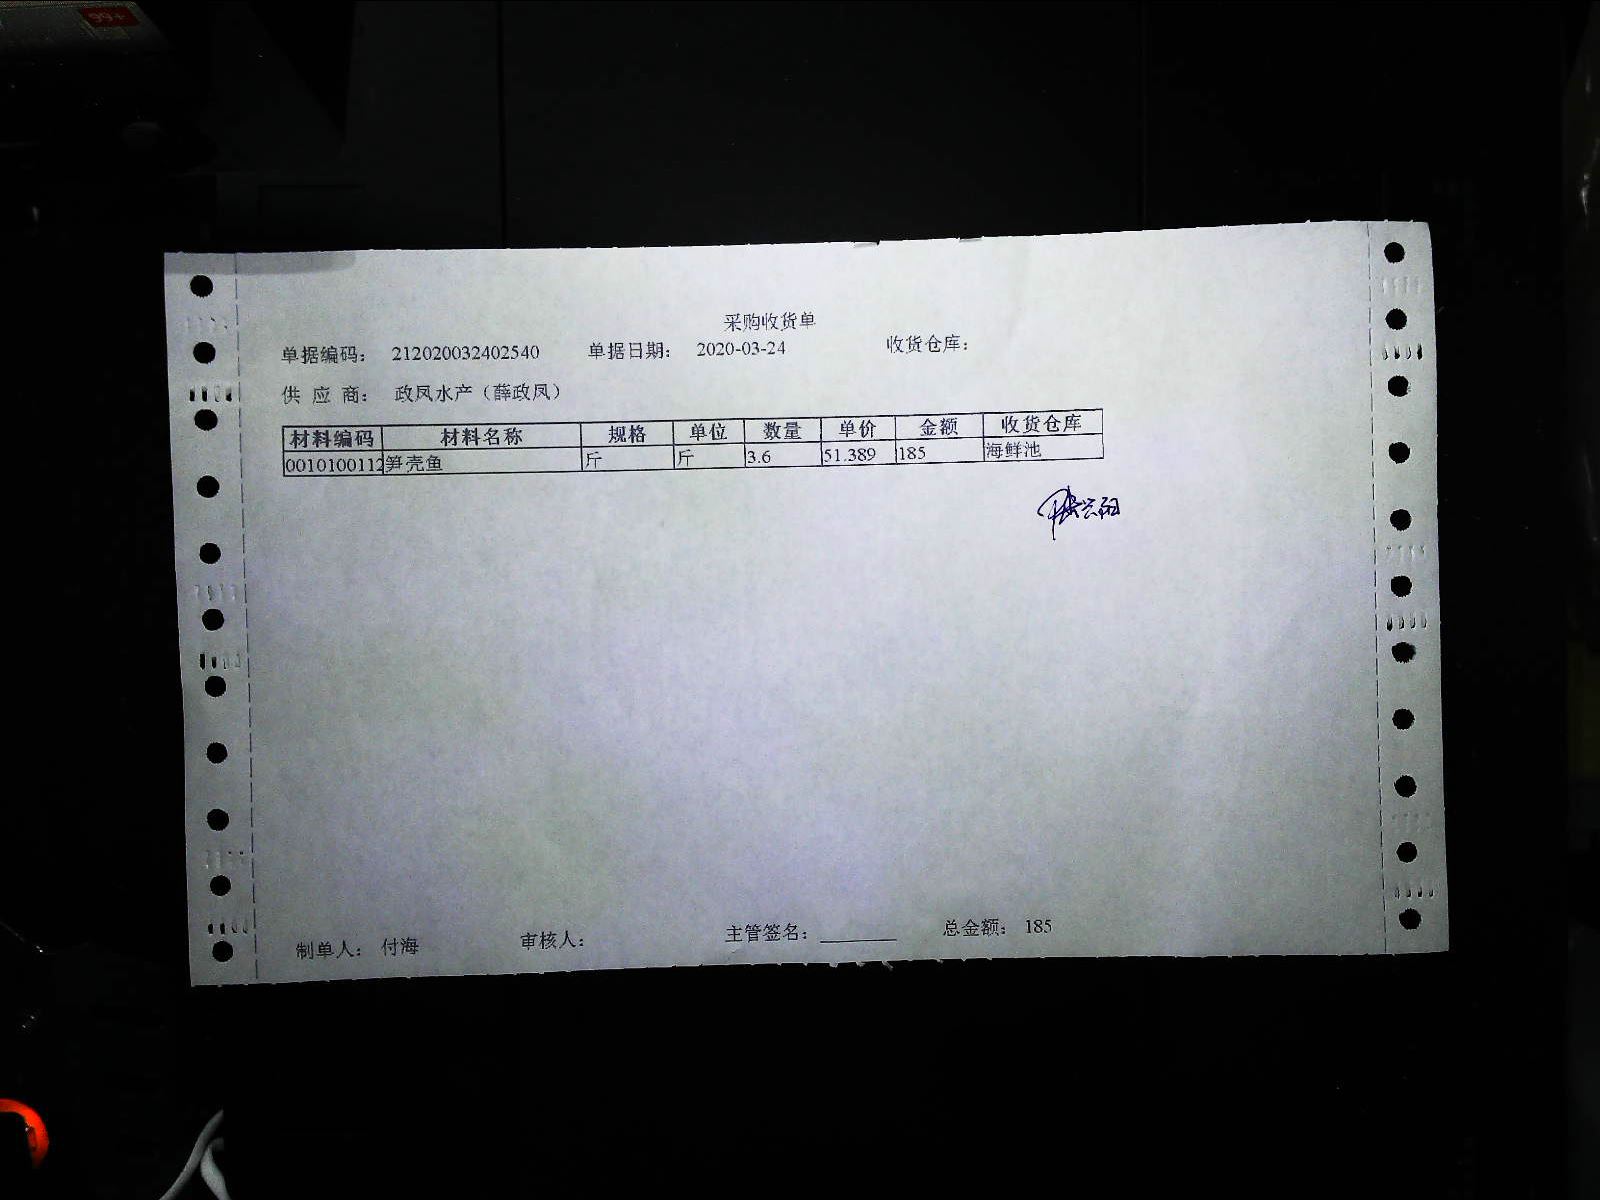 99+
采购收货单
单据编码： 212020032402540 单据日期： 2020-03-24 收货仓库：
供 应 商： 政凤水产（薛政凤）
材料编码 材料名称 规格 单位 数量 单价 金额 收货仓库
0010100112 笋壳鱼 斤 斤 3.6 51.389 185 海鲜池
制单人： 付海 审核人： 主管签名：________ 总金额： 185